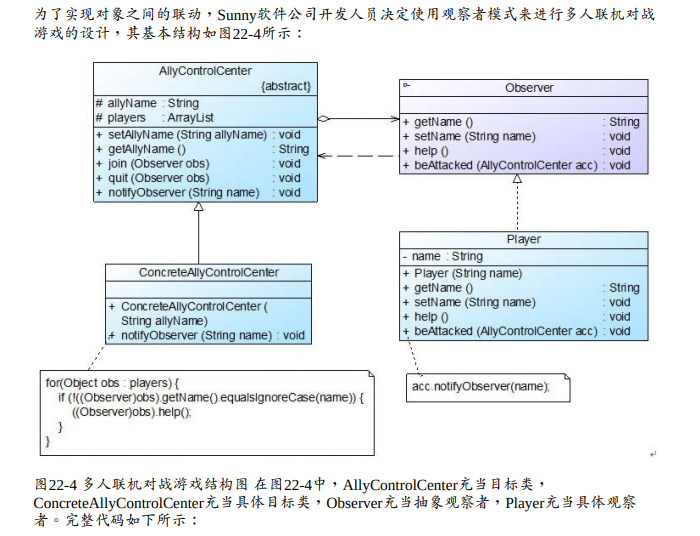 为了实现对象之间的联动，Sunny软件公司开发人员决定使用观察者模式来进行多人联机对战
游戏的设计，其基本结构如图22-4所示：
AllyControlCenter
{abstract}
# allyName : String
# players : ArrayList
+ setAllyName (String allyName) : void
+ getAllyName () : String
+ join (Observer obs) : void
+ quit (Observer obs) : void
+ notifyObserver (String name) : void
Observer
+ getName () : String
+ setName (String name) : void
+ help () : void
+ beAttacked (AllyControlCenter acc) : void
ConcreteAllyControlCenter
+ ConcreteAllyControlCenter (
String allyName)
+ notifyObserver (String name) : void
Player
- name : String
+ Player (String name)
+ getName () : String
+ setName (String name) : void
+ help () : void
+ beAttacked (AllyControlCenter acc) : void
for(Object obs : players) {
if (!((Observer)obs).getName().equalsIgnoreCase(name)) {
((Observer)obs).help();
}
}
acc.notifyObserver(name);
图22-4 多人联机对战游戏结构图 在图22-4中，AllyControlCenter充当目标类，
ConcreteAllyControlCenter充当具体目标类，Observer充当抽象观察者，Player充当具体观察
者。完整代码如下所示：